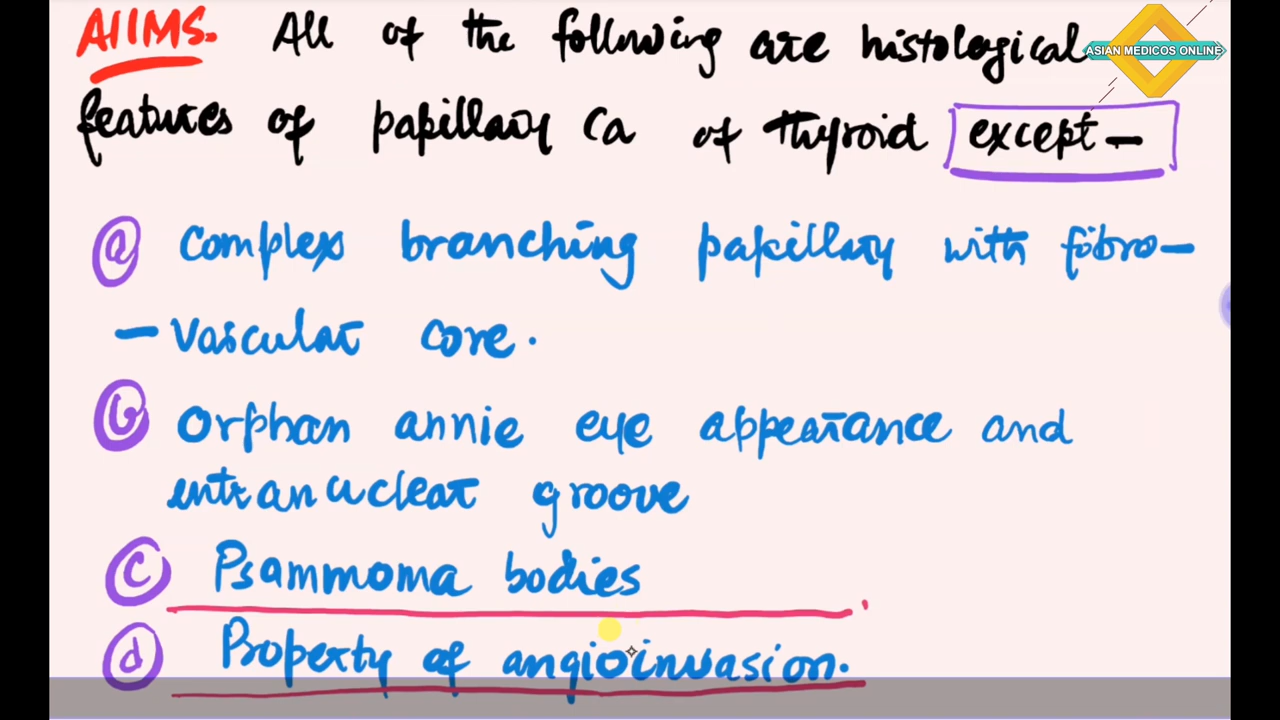 AIIMS. All of the following are histological
ASIAN MEDICOS ONLINE
features of papillary Ca of Thyroid except -
a complex branching papillary with fibro-
- vascular core.
b Orphan annie eye appearance and
intranuclear groove
c Psammoma bodies
d Property of angioinvasion.